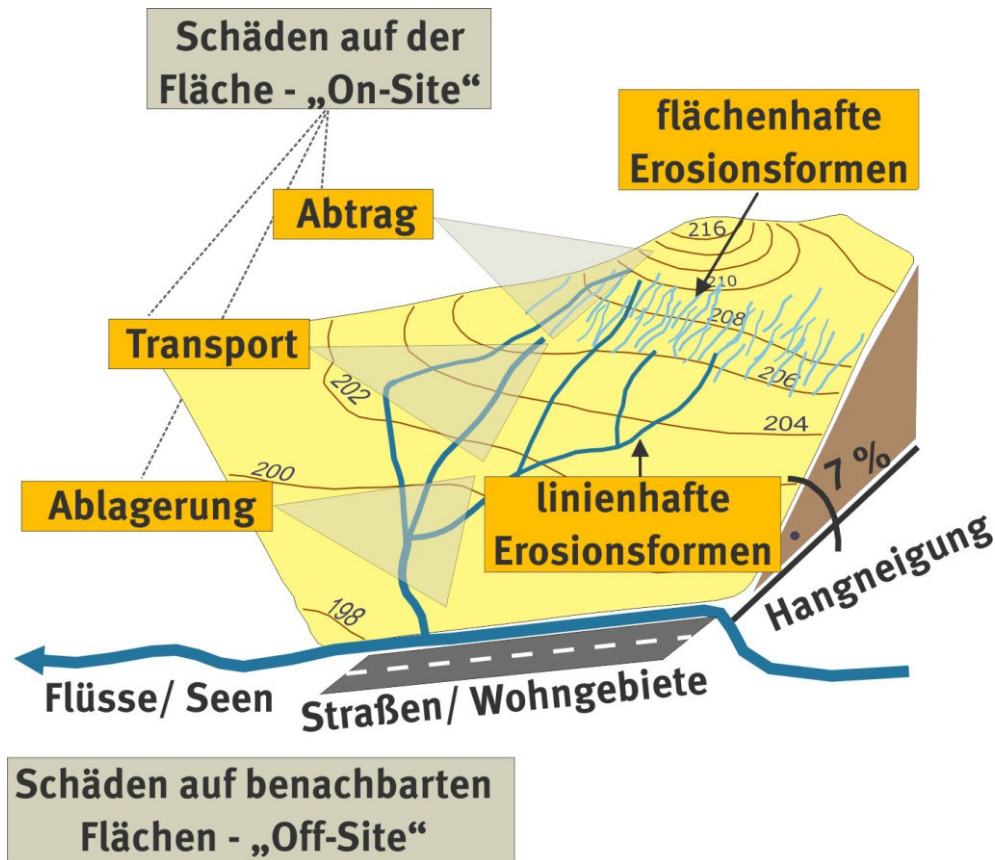 Schäden auf der
Fläche - „On-Site“
flächenhafte
Erosionsformen
Abtrag
216
210
208
Transport
206
202
204
200
7 %
Ablagerung
linienhafte
Erosionsformen
Hangneigung
198
Flüsse/ Seen
Straßen/ Wohngebiete
Schäden auf benachbarten
Flächen - „Off-Site“